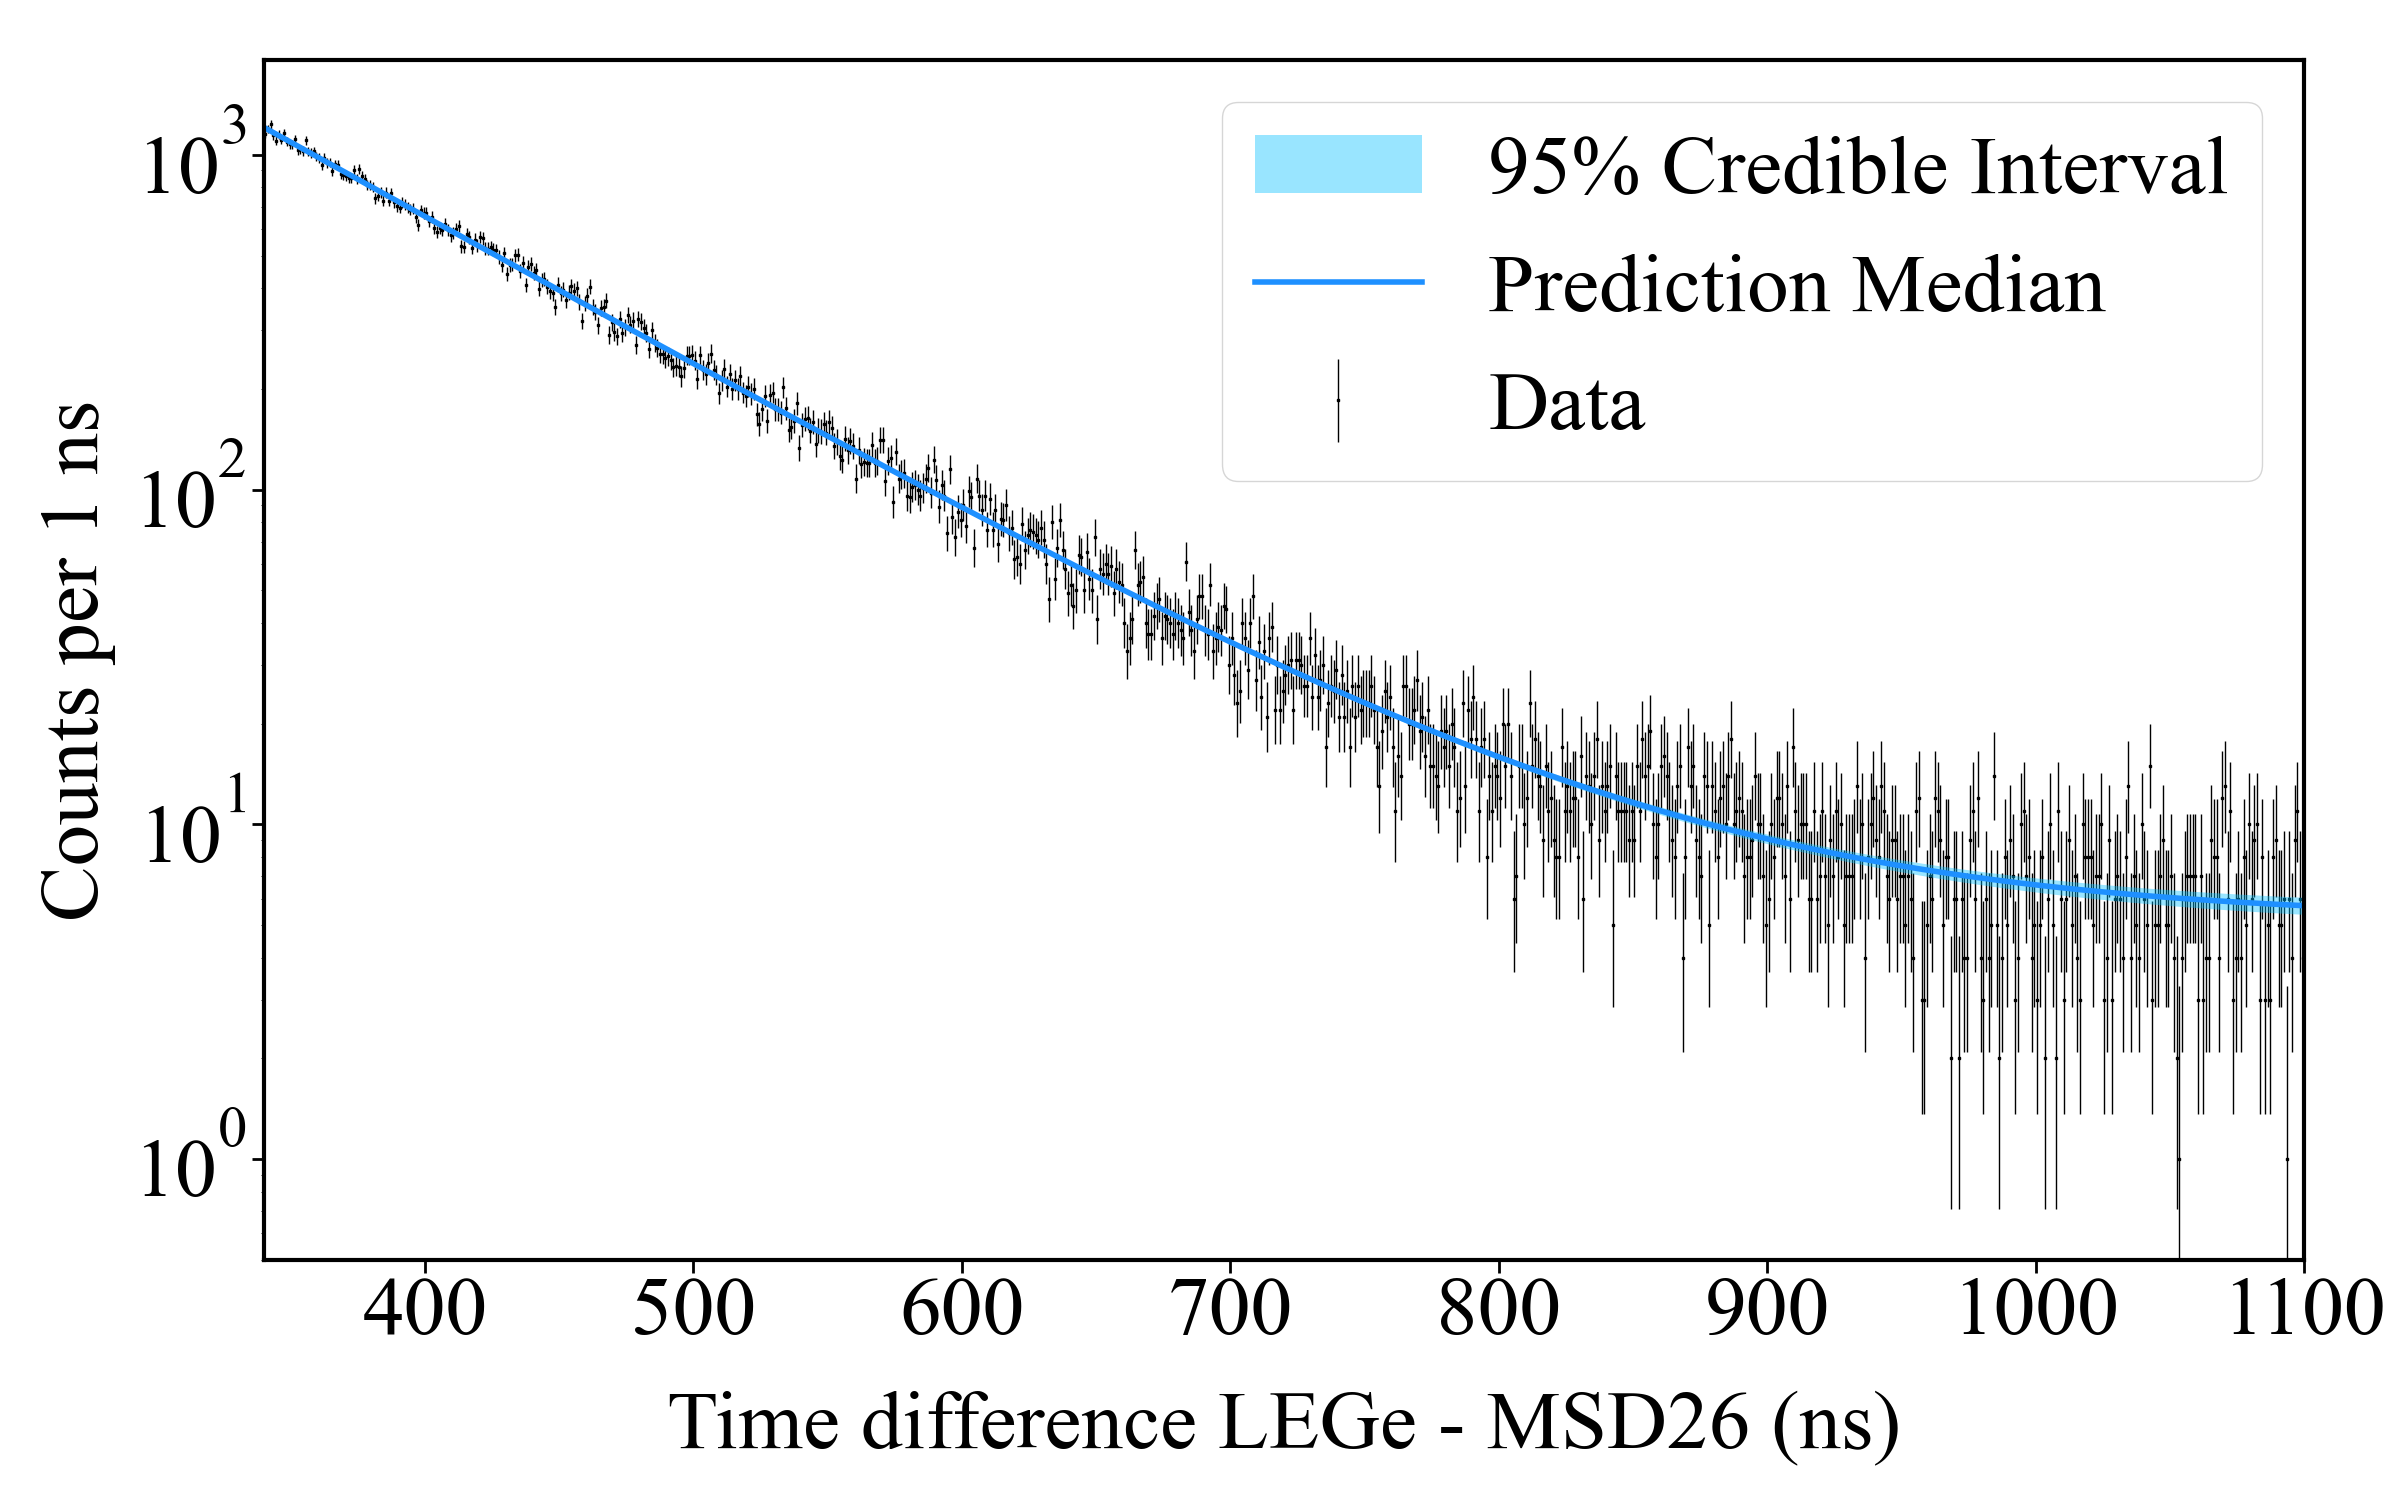 95% Credible Interval
Prediction Median
Data
Counts per 1 ns
10^3
10^2
10^1
10^0
400 500 600 700 800 900 1000 1100
Time difference LEGe - MSD26 (ns)